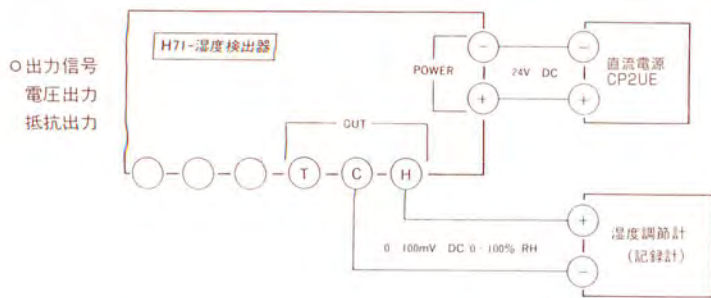 H71-湿度検出器
○出力信号
電圧出力
抵抗出力
POWER
−
+
24V DC
−
+
直流電源
CP2UE
OUT
T
C
H
0 100mV DC 0-100% RH
+
−
湿度調節計
(記録計)